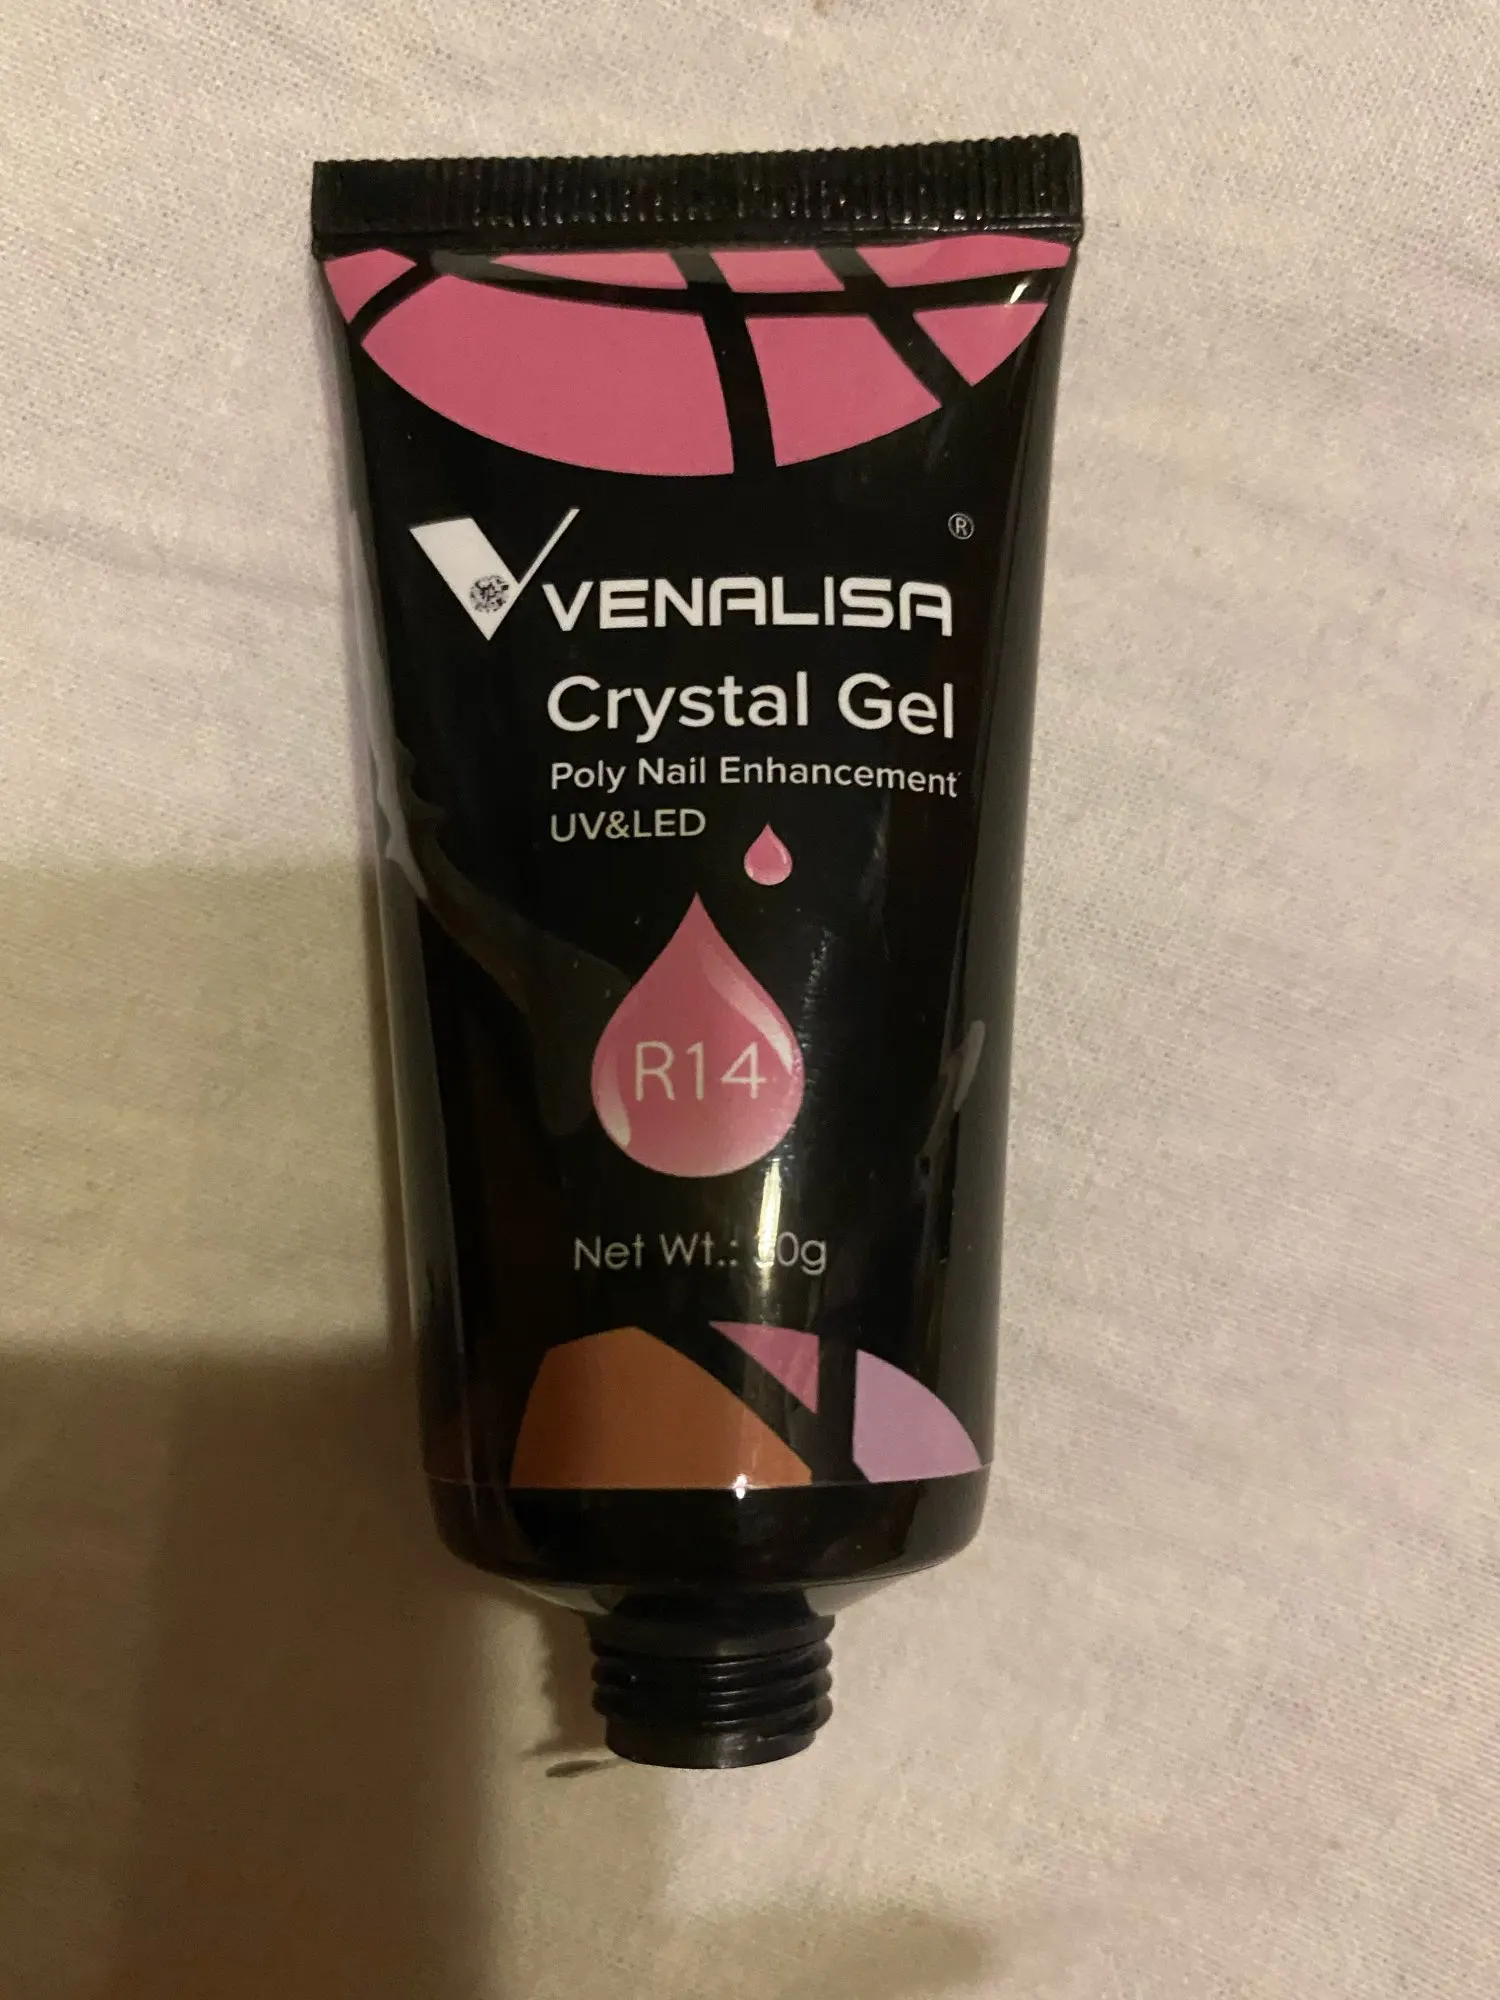 ®
VENALISA
Crystal Gel
Poly Nail Enhancement
UV&LED
R14
Net Wt.: